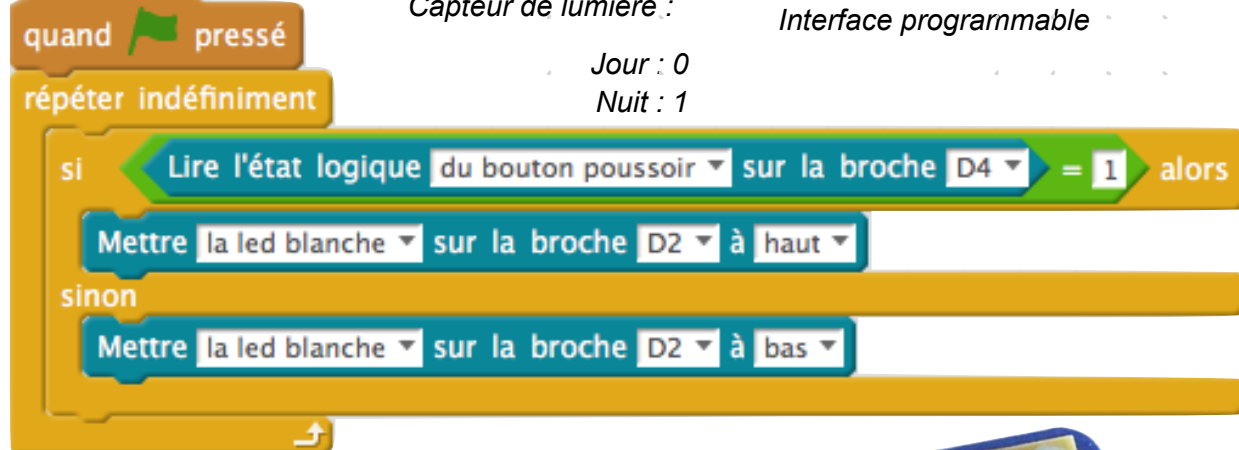 Capteur de lumière :
Interface programmable
quand pressé
Jour : 0
répéter indéfiniment
Nuit : 1
si Lire l'état logique du bouton poussoir sur la broche D4 = 1 alors
Mettre la led blanche sur la broche D2 à haut
sinon
Mettre la led blanche sur la broche D2 à bas